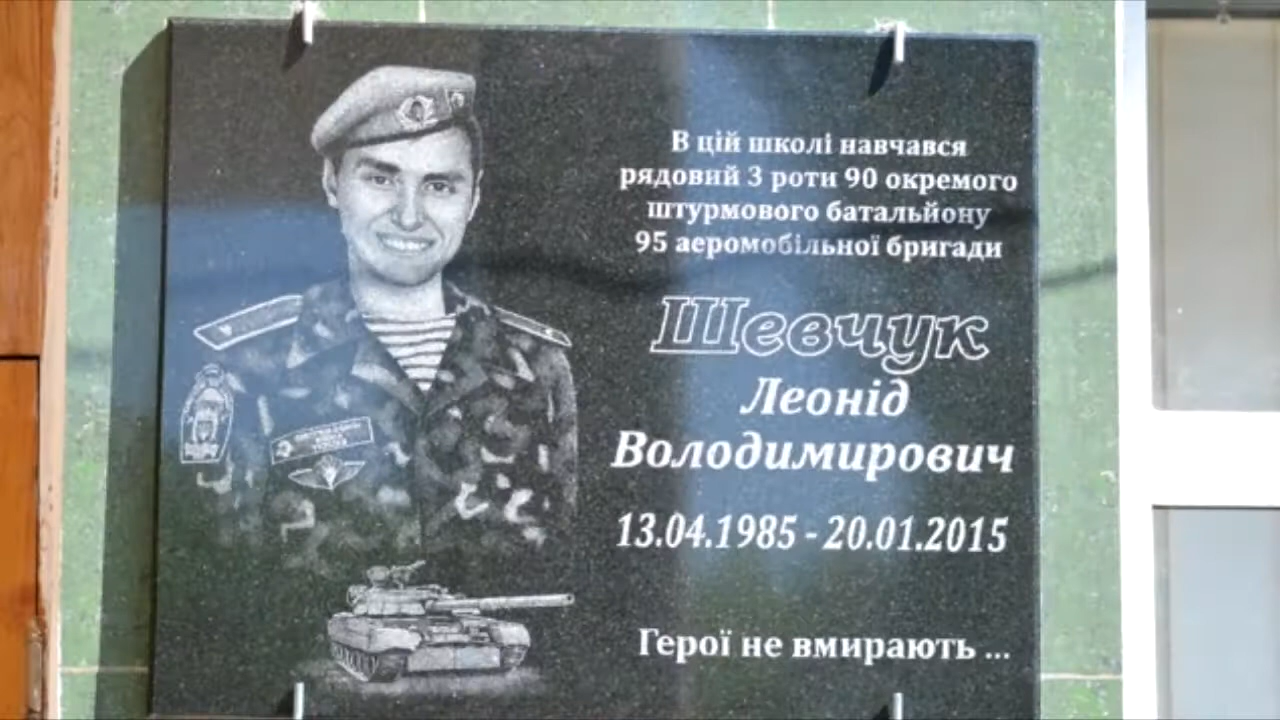 В цій школі навчався
рядовий 3 роти 90 окремого
штурмового батальйону
95 аеромобільної бригади
Шевчук
Леонід
Володимирович
13.04.1985 - 20.01.2015
Герої не вмирають ...